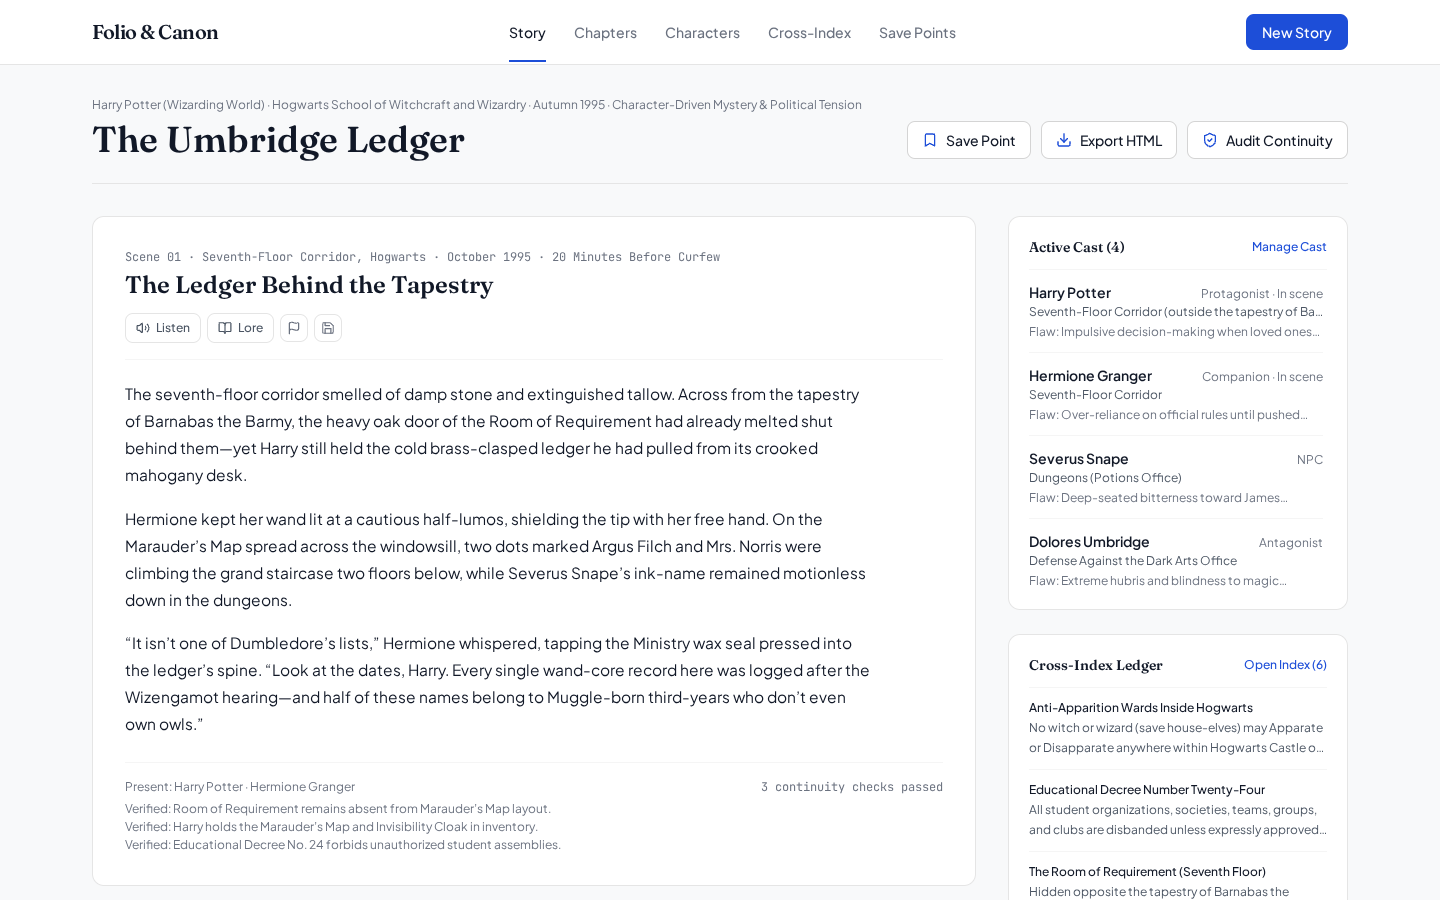 Folio & Canon
Story
Chapters
Characters
Cross-Index
Save Points
New Story
Harry Potter (Wizarding World) · Hogwarts School of Witchcraft and Wizardry · Autumn 1995 · Character-Driven Mystery & Political Tension
The Umbridge Ledger
Save Point
Export HTML
Audit Continuity
Scene 01 · Seventh-Floor Corridor, Hogwarts · October 1995 · 20 Minutes Before Curfew
The Ledger Behind the Tapestry
Listen
Lore
The seventh-floor corridor smelled of damp stone and extinguished tallow. Across from the tapestry
of Barnabas the Barmy, the heavy oak door of the Room of Requirement had already melted shut
behind them—yet Harry still held the cold brass-clasped ledger he had pulled from its crooked
mahogany desk.
Hermione kept her wand lit at a cautious half-lumos, shielding the tip with her free hand. On the
Marauder’s Map spread across the windowsill, two dots marked Argus Filch and Mrs. Norris were
climbing the grand staircase two floors below, while Severus Snape’s ink-name remained motionless
down in the dungeons.
“It isn’t one of Dumbledore’s lists,” Hermione whispered, tapping the Ministry wax seal pressed into
the ledger’s spine. “Look at the dates, Harry. Every single wand-core record here was logged after the
Wizengamot hearing—and half of these names belong to Muggle-born third-years who don’t even
own owls.”
Present: Harry Potter · Hermione Granger
3 continuity checks passed
Verified: Room of Requirement remains absent from Marauder's Map layout.
Verified: Harry holds the Marauder's Map and Invisibility Cloak in inventory.
Verified: Educational Decree No. 24 forbids unauthorized student assemblies.
Active Cast (4)
Manage Cast
Harry Potter
Protagonist · In scene
Seventh-Floor Corridor (outside the tapestry of Ba…
Flaw: Impulsive decision-making when loved ones…
Hermione Granger
Companion · In scene
Seventh-Floor Corridor
Flaw: Over-reliance on official rules until pushed…
Severus Snape
NPC
Dungeons (Potions Office)
Flaw: Deep-seated bitterness toward James…
Dolores Umbridge
Antagonist
Defense Against the Dark Arts Office
Flaw: Extreme hubris and blindness to magic…
Cross-Index Ledger
Open Index (6)
Anti-Apparition Wards Inside Hogwarts
No witch or wizard (save house-elves) may Apparate
or Disapparate anywhere within Hogwarts Castle o…
Educational Decree Number Twenty-Four
All student organizations, societies, teams, groups,
and clubs are disbanded unless expressly approved…
The Room of Requirement (Seventh Floor)
Hidden opposite the tapestry of Barnabas the